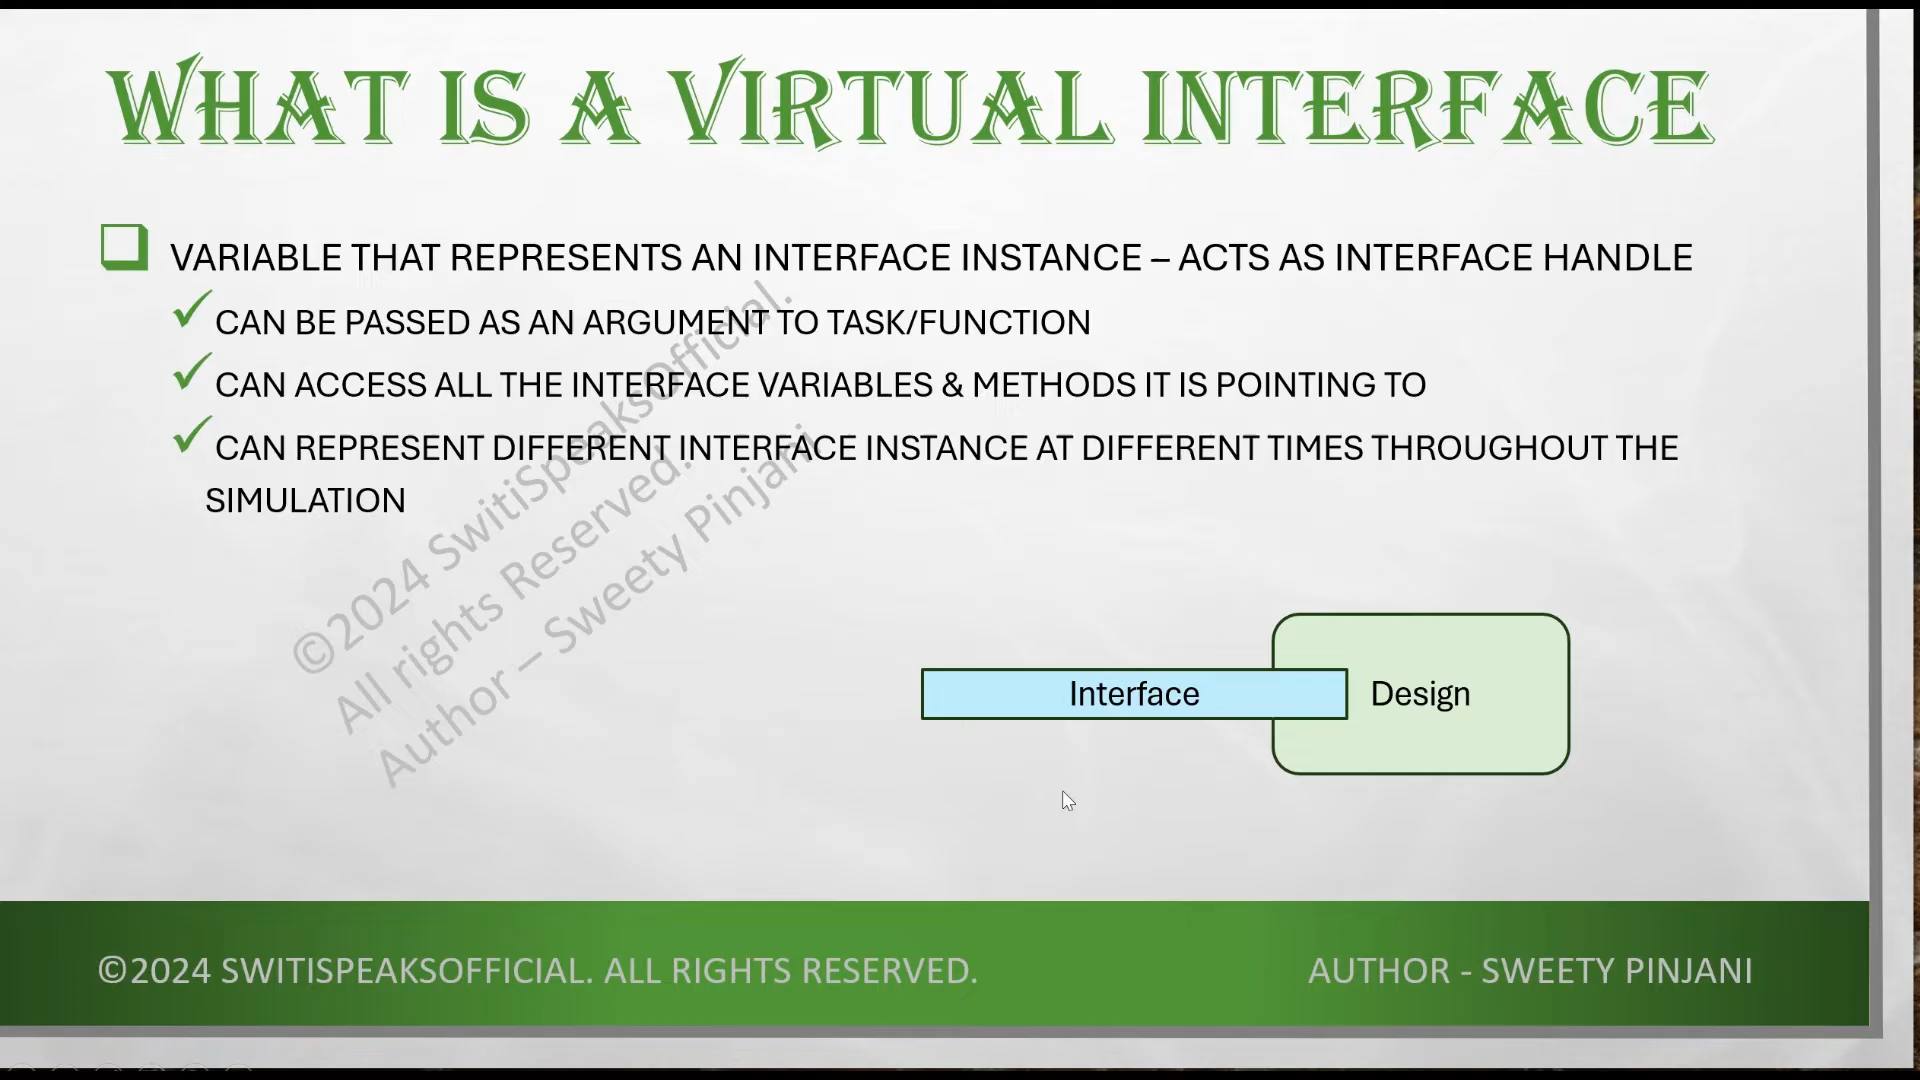 WHAT IS A VIRTUAL INTERFACE
VARIABLE THAT REPRESENTS AN INTERFACE INSTANCE – ACTS AS INTERFACE HANDLE
CAN BE PASSED AS AN ARGUMENT TO TASK/FUNCTION
CAN ACCESS ALL THE INTERFACE VARIABLES & METHODS IT IS POINTING TO
CAN REPRESENT DIFFERENT INTERFACE INSTANCE AT DIFFERENT TIMES THROUGHOUT THE
SIMULATION
©2024 SwitiSpeaksOfficial.
All rights Reserved.
Author – Sweety Pinjani
Interface
Design
©2024 SWITISPEAKSOFFICIAL. ALL RIGHTS RESERVED.
AUTHOR - SWEETY PINJANI